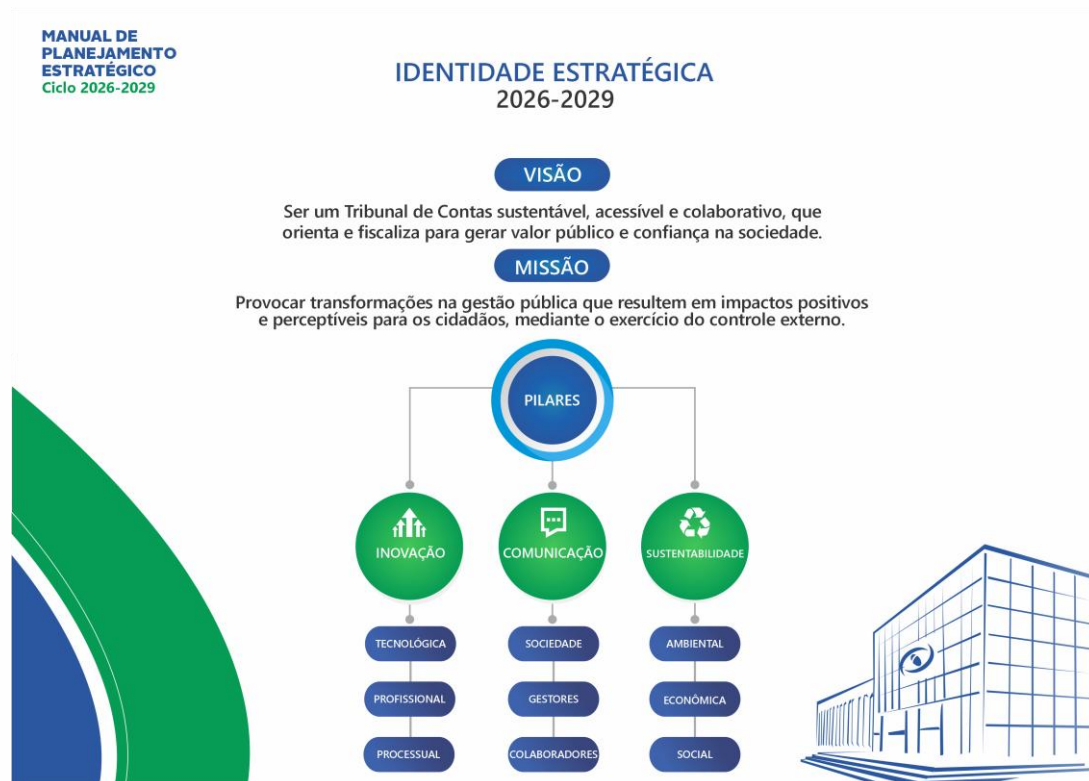 MANUAL DE
PLANEJAMENTO
ESTRATÉGICO
Ciclo 2026-2029
IDENTIDADE ESTRATÉGICA
2026-2029
VISÃO
Ser um Tribunal de Contas sustentável, acessível e colaborativo, que
orienta e fiscaliza para gerar valor público e confiança na sociedade.
MISSÃO
Provocar transformações na gestão pública que resultem em impactos positivos
e perceptíveis para os cidadãos, mediante o exercício do controle externo.
PILARES
INOVAÇÃO
COMUNICAÇÃO
SUSTENTABILIDADE
TECNOLÓGICA
SOCIEDADE
AMBIENTAL
PROFISSIONAL
GESTORES
ECONÔMICA
PROCESSUAL
COLABORADORES
SOCIAL